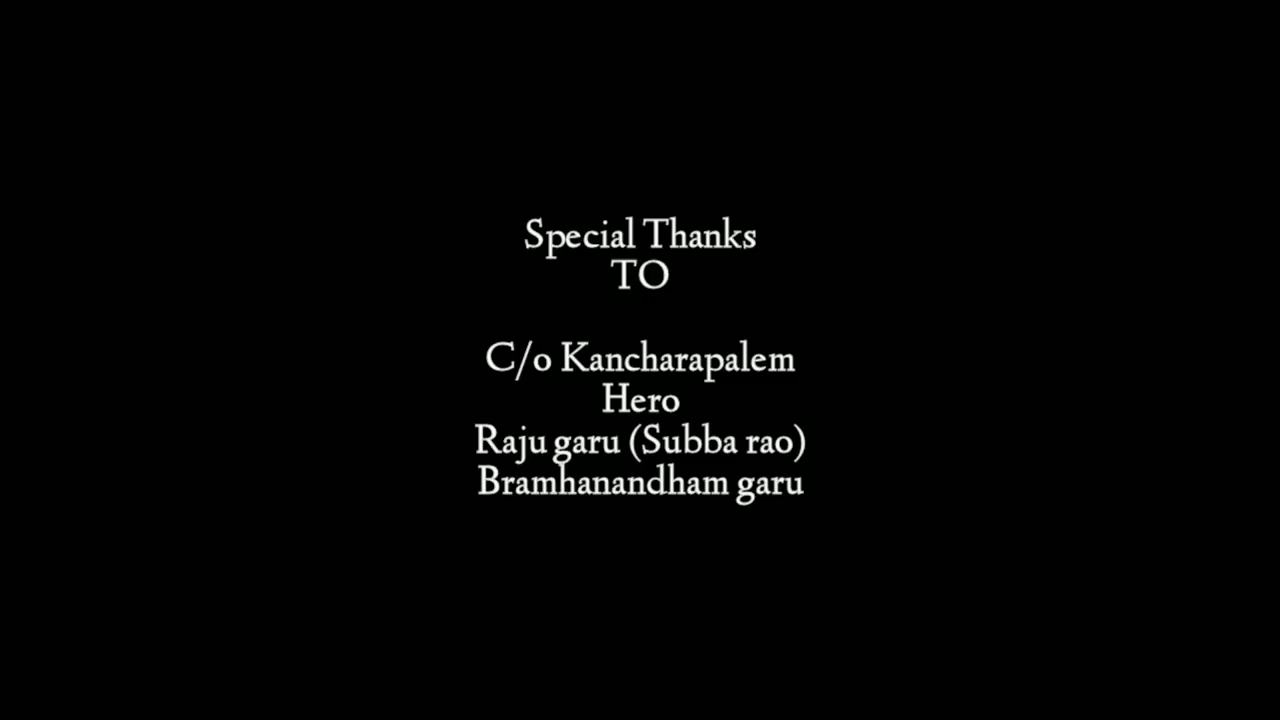 Special Thanks
TO
C/o Kancharapalem
Hero
Raju garu (Subba rao)
Bramhanandham garu